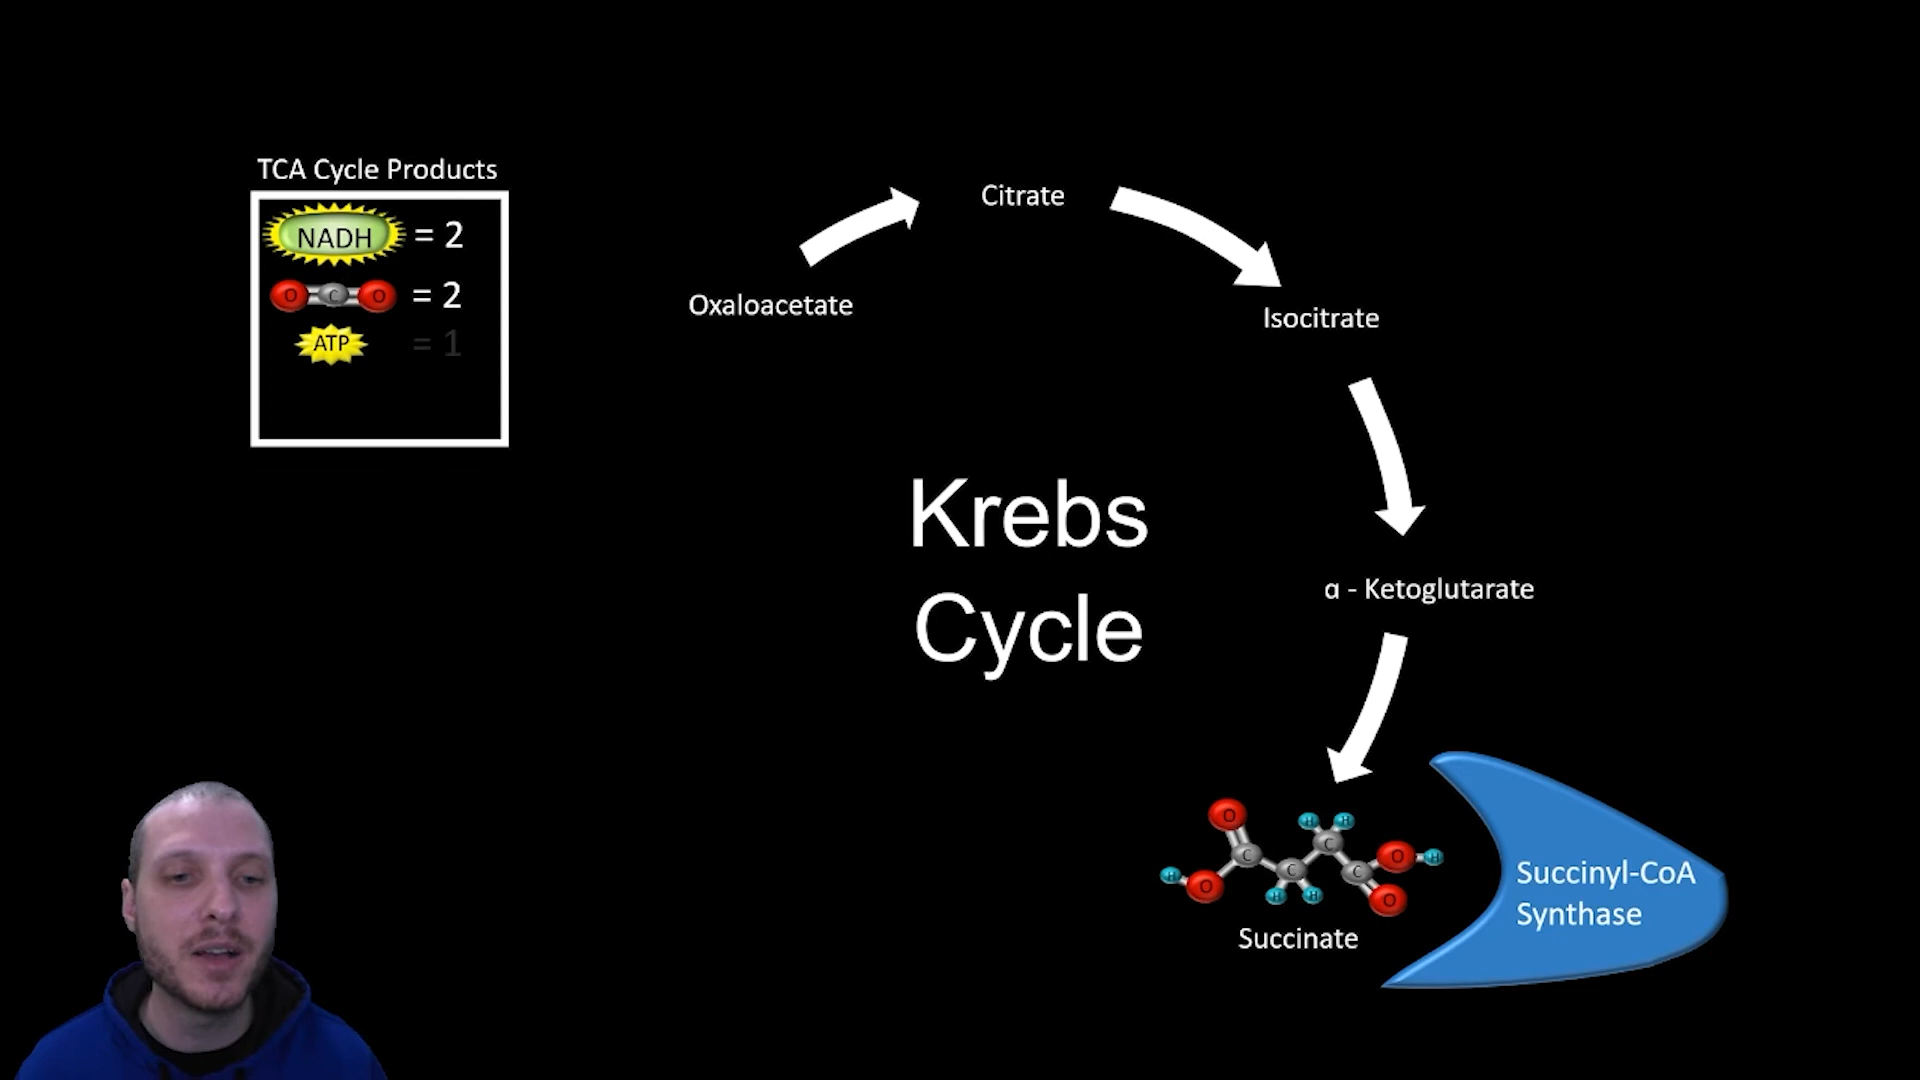 TCA Cycle Products
NADH = 2
O C O = 2
ATP = 1
Citrate
Oxaloacetate
Isocitrate
Krebs
Cycle
α - Ketoglutarate
O H H
C C O H
H O C C O
H H
Succinate
Succinyl-CoA
Synthase